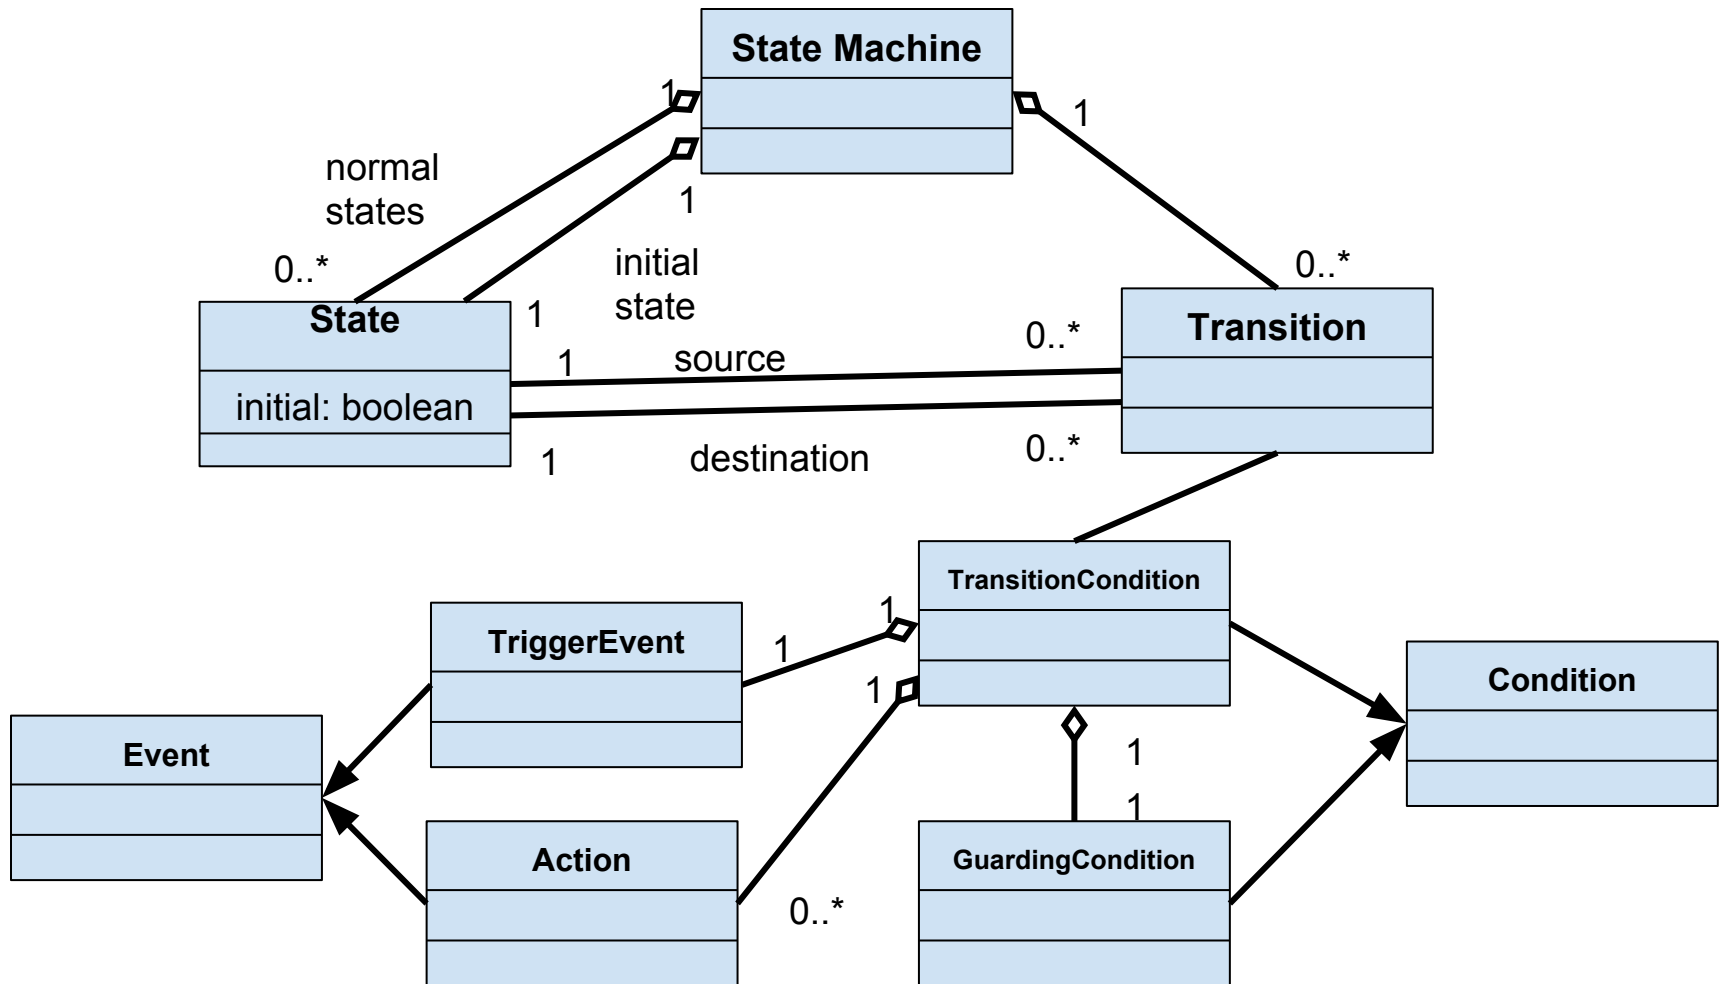 State Machine
1
1
normal
states
1
0..*
initial
state
0..*
State
1
Transition
initial: boolean
1
source
0..*
1
destination
0..*
TransitionCondition
1
TriggerEvent
1
1
Condition
Event
1
1
Action
GuardingCondition
0..*